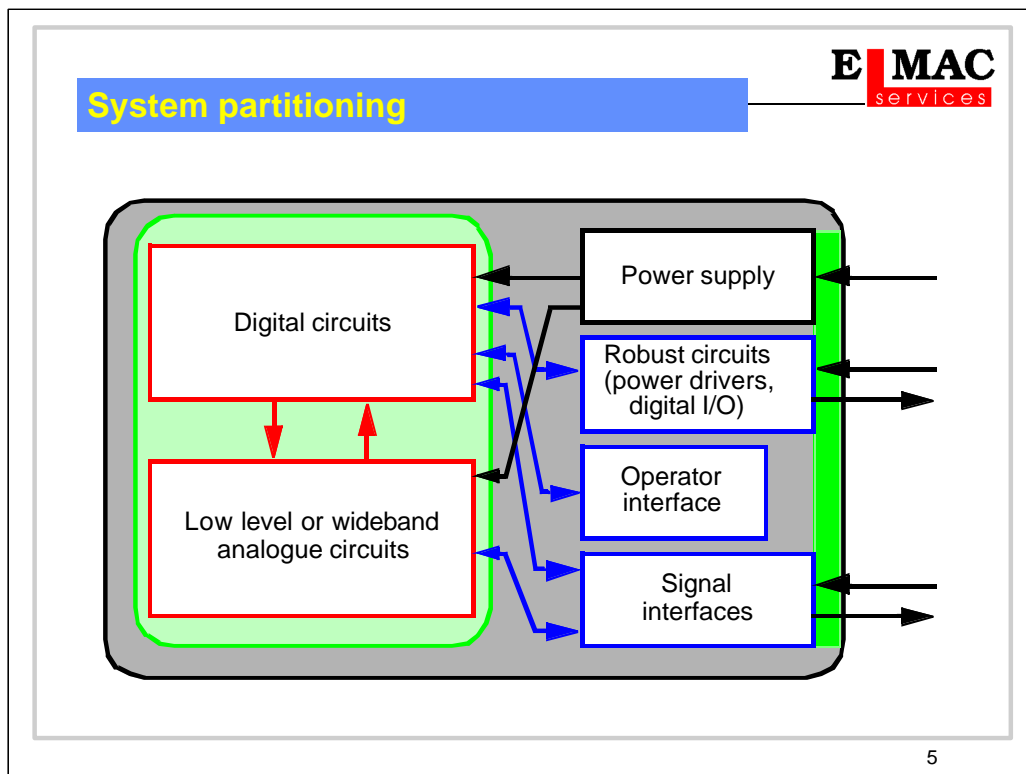 E MAC
services
System partitioning
Digital circuits
Low level or wideband
analogue circuits
Power supply
Robust circuits
(power drivers,
digital I/O)
Operator
interface
Signal
interfaces
5